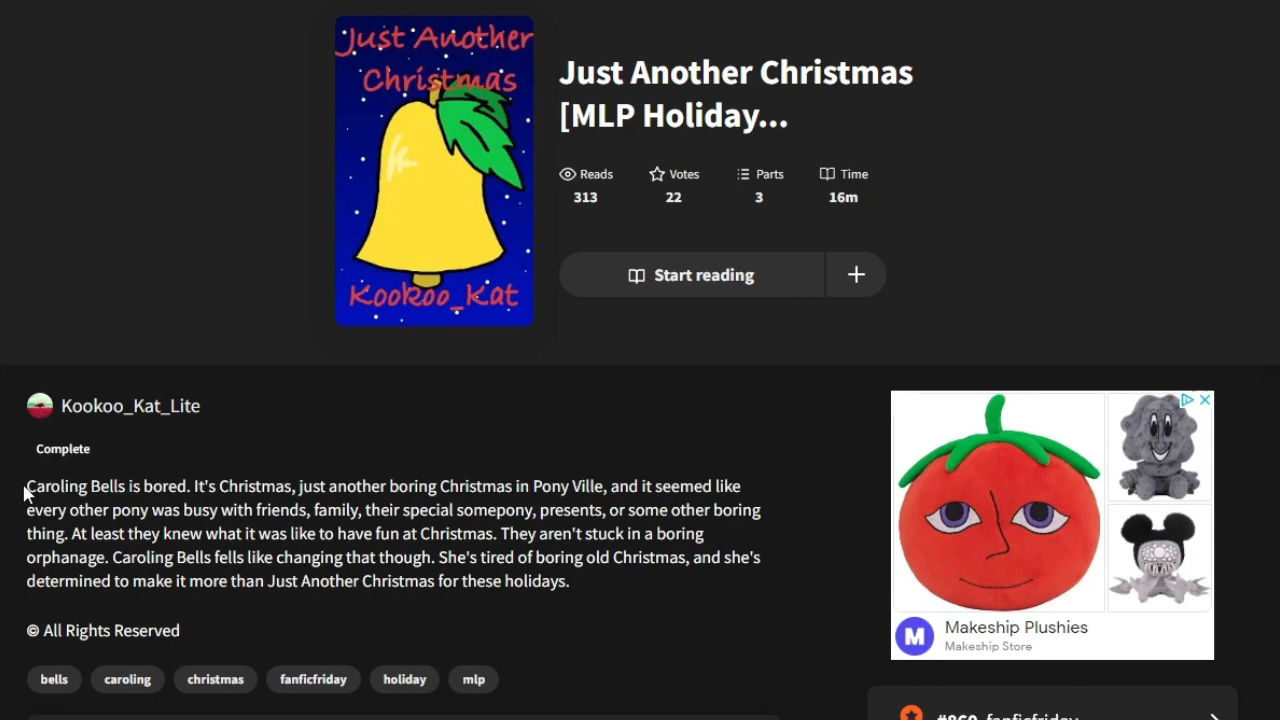 Just Another
Christmas
Kookoo_Kat
Just Another Christmas
[MLP Holiday...
Reads
313
Votes
22
Parts
3
Time
16m
Start reading
Kookoo_Kat_Lite
Complete
Caroling Bells is bored. It's Christmas, just another boring Christmas in Pony Ville, and it seemed like
every other pony was busy with friends, family, their special somepony, presents, or some other boring
thing. At least they knew what it was like to have fun at Christmas. They aren't stuck in a boring
orphanage. Caroling Bells fells like changing that though. She's tired of boring old Christmas, and she's
determined to make it more than Just Another Christmas for these holidays.
© All Rights Reserved
bells
caroling
christmas
fanficfriday
holiday
mlp
M
Makeship Plushies
Makeship Store
#860 fanficfriday